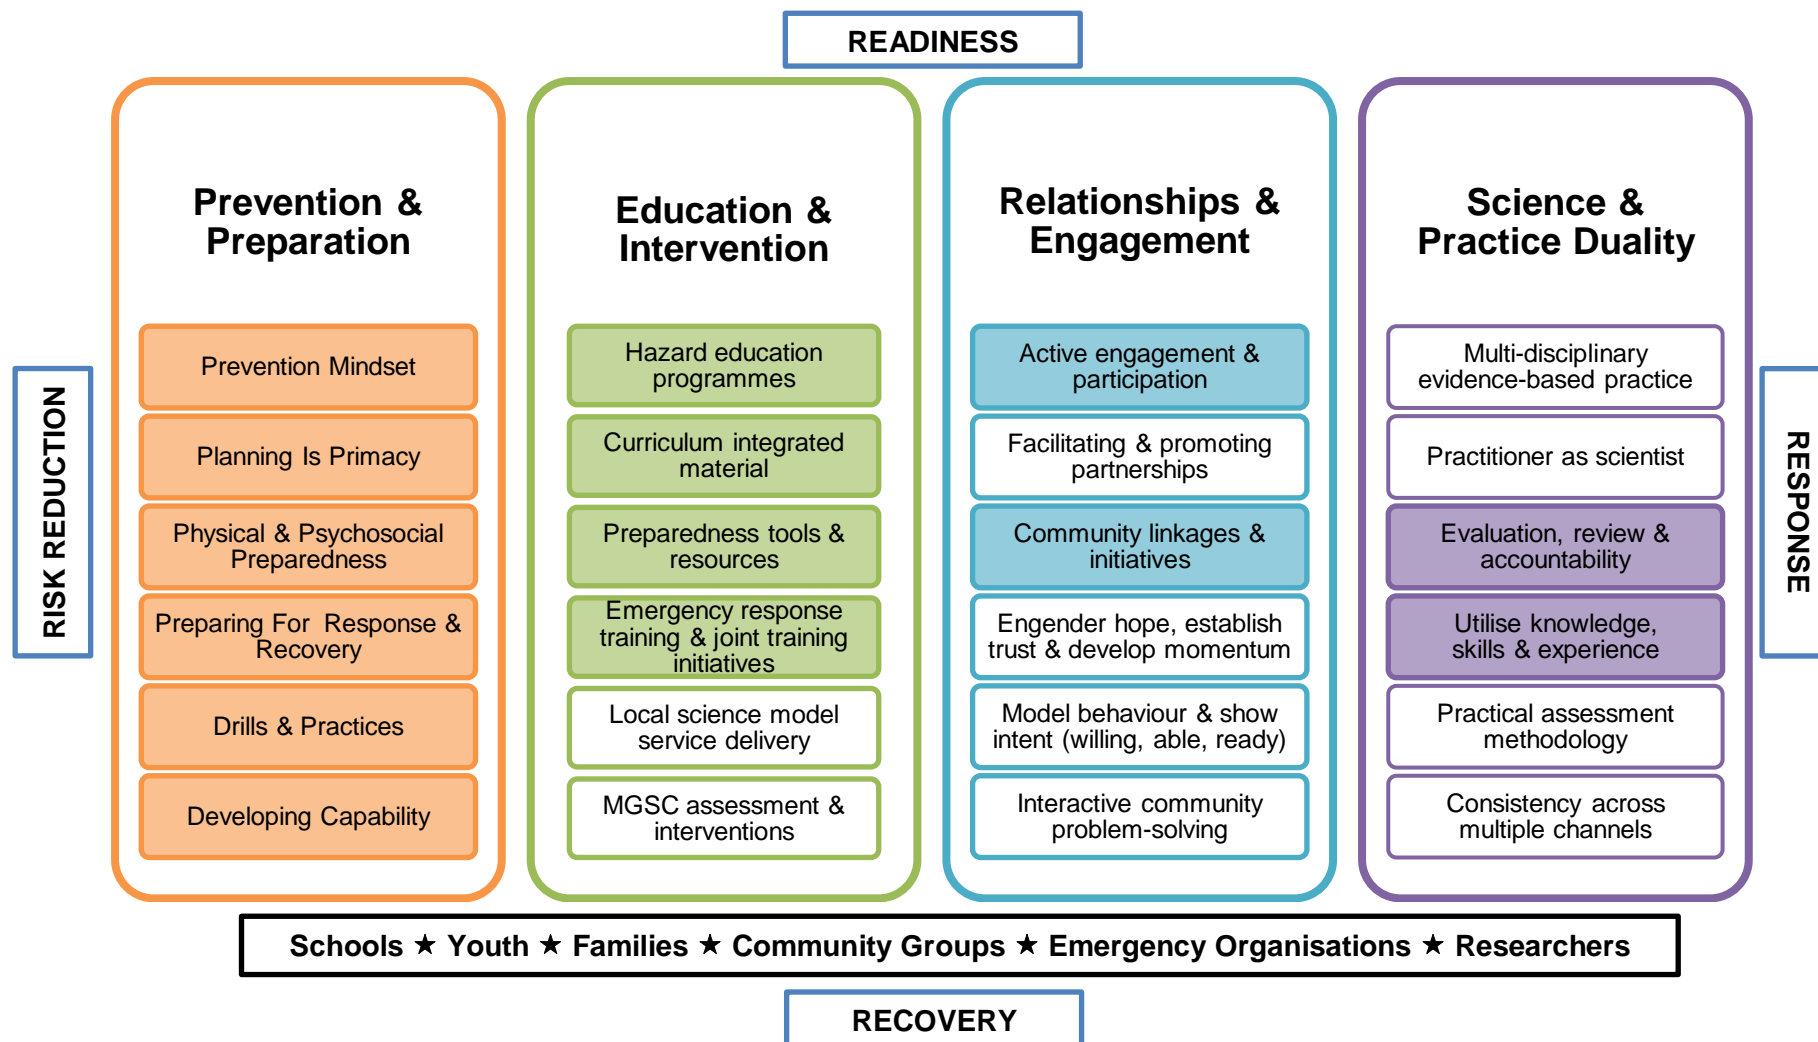 READINESS
RISK REDUCTION
Prevention &
Preparation
Prevention Mindset
Planning Is Primacy
Physical & Psychosocial
Preparedness
Preparing For Response &
Recovery
Drills & Practices
Developing Capability
Education &
Intervention
Hazard education
programmes
Curriculum integrated
material
Preparedness tools &
resources
Emergency response
training & joint training
initiatives
Local science model
service delivery
MGSC assessment &
interventions
Relationships &
Engagement
Active engagement &
participation
Facilitating & promoting
partnerships
Community linkages &
initiatives
Engender hope, establish
trust & develop momentum
Model behaviour & show
intent (willing, able, ready)
Interactive community
problem-solving
Science &
Practice Duality
Multi-disciplinary
evidence-based practice
Practitioner as scientist
Evaluation, review &
accountability
Utilise knowledge,
skills & experience
Practical assessment
methodology
Consistency across
multiple channels
RESPONSE
Schools ★ Youth ★ Families ★ Community Groups ★ Emergency Organisations ★ Researchers
RECOVERY